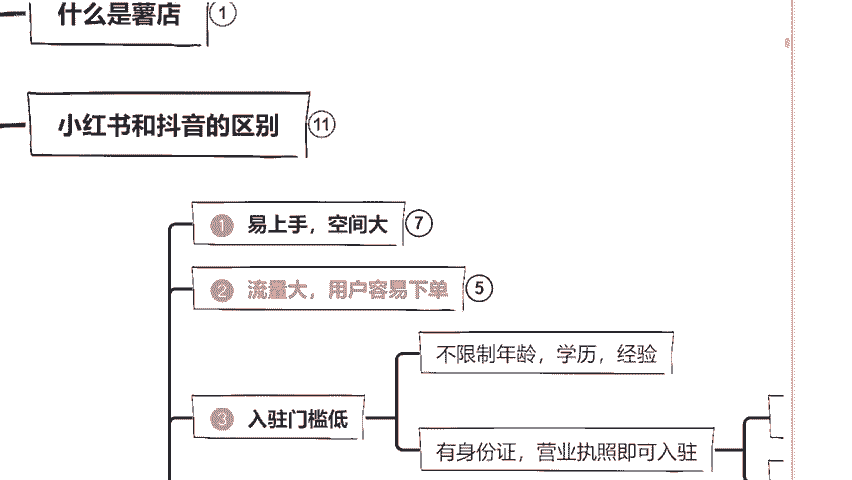 什么是薯店 1
小红书和抖音的区别 11
1 易上手，空间大 7
2 流量大，用户容易下单 5
不限制年龄，学历，经验
3 入驻门槛低
有身份证，营业执照即可入驻